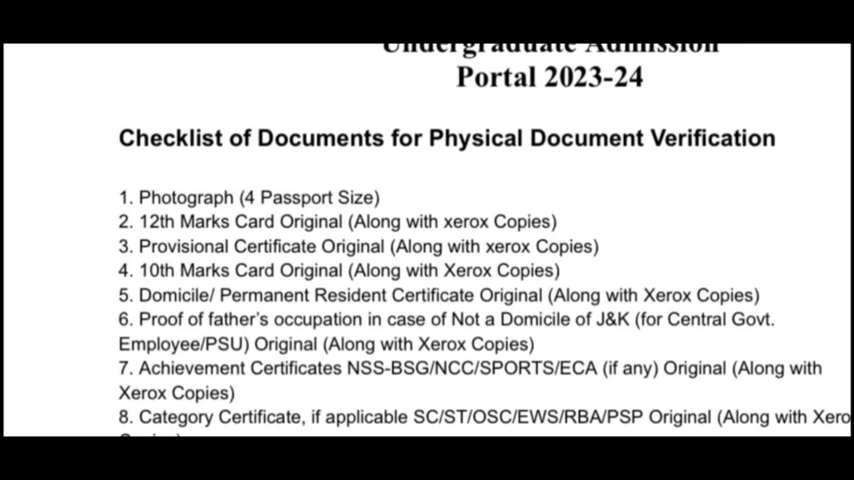 Undergraduate Admission
Portal 2023-24
Checklist of Documents for Physical Document Verification
1. Photograph (4 Passport Size)
2. 12th Marks Card Original (Along with xerox Copies)
3. Provisional Certificate Original (Along with xerox Copies)
4. 10th Marks Card Original (Along with Xerox Copies)
5. Domicile/ Permanent Resident Certificate Original (Along with Xerox Copies)
6. Proof of father's occupation in case of Not a Domicile of J&K (for Central Govt.
Employee/PSU) Original (Along with Xerox Copies)
7. Achievement Certificates NSS-BSG/NCC/SPORTS/ECA (if any) Original (Along with
Xerox Copies)
8. Category Certificate, if applicable SC/ST/OSC/EWS/RBA/PSP Original (Along with Xero